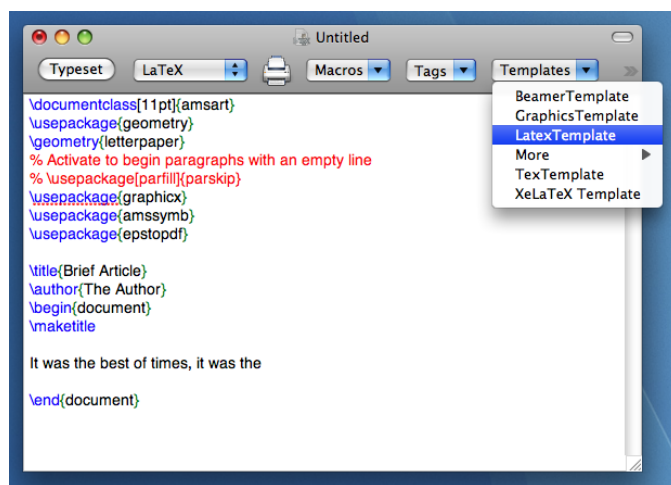 Untitled
Typeset LaTeX Macros Tags Templates
BeamerTemplate
GraphicsTemplate
LatexTemplate
More
TexTemplate
XeLaTeX Template
\documentclass[11pt]{amsart}
\usepackage{geometry}
\geometry{letterpaper}
% Activate to begin paragraphs with an empty line
% \usepackage[parfill]{parskip}
\usepackage{graphicx}
\usepackage{amssymb}
\usepackage{epstopdf}
\title{Brief Article}
\author{The Author}
\begin{document}
\maketitle
It was the best of times, it was the
\end{document}